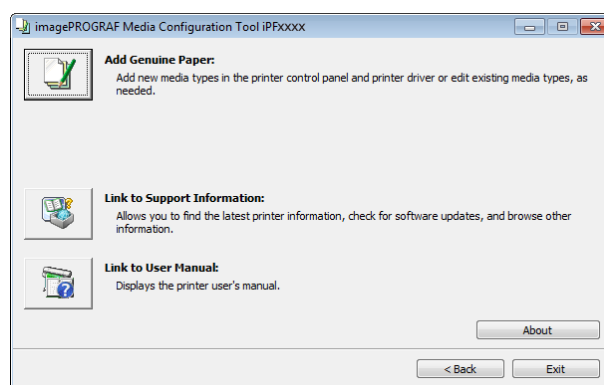 imagePROGRAF Media Configuration Tool iPFxxxx
Add Genuine Paper:
Add new media types in the printer control panel and printer driver or edit existing media types, as
needed.
Link to Support Information:
Allows you to find the latest printer information, check for software updates, and browse other
information.
Link to User Manual:
Displays the printer user's manual.
About
< Back
Exit